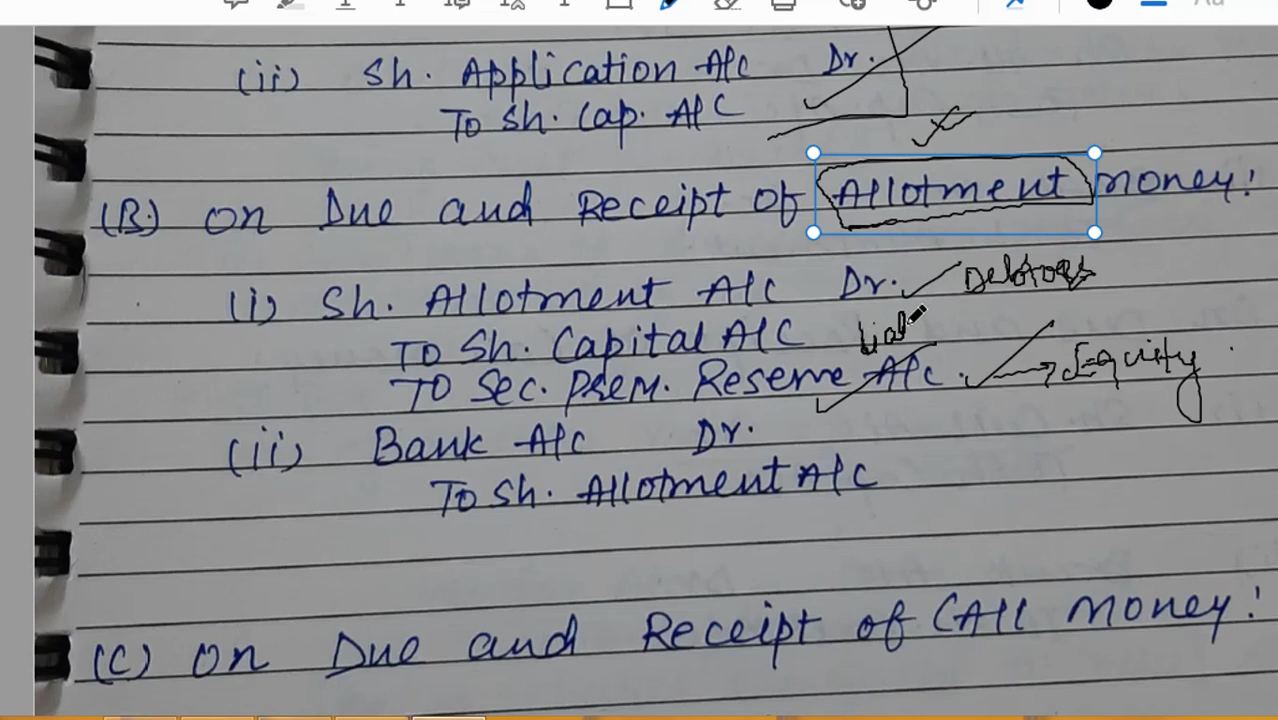 (ii) Sh. Application A/c Dr.
To Sh. Cap. A/C
(B.) On Due and Receipt of Allotment money:
(i) Sh. Allotment A/C Dr. Debtors
To Sh. Capital A/C Liab
To Sec. Prem. Reserve A/c. → Equity
(ii) Bank A/c Dr.
To Sh. Allotment A/C
(C) On Due and Receipt of Call Money: